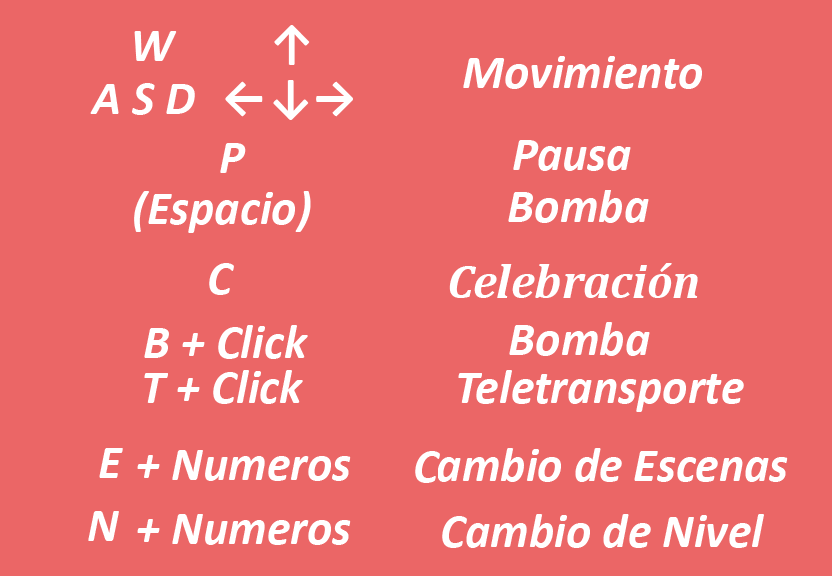 W ↑
A S D ← ↓ → Movimiento
P Pausa
(Espacio) Bomba
C Celebración
B + Click Bomba
T + Click Teletransporte
E + Numeros Cambio de Escenas
N + Numeros Cambio de Nivel